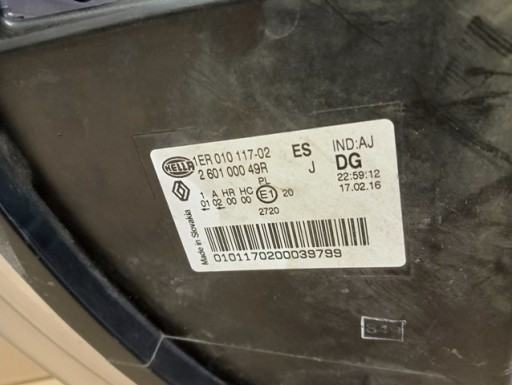 HELLA 1ER 010 117-02 ES IND:AJ
2 601 000 49R J DG
PL 22:59:12
1 A HR HC E1 20 17.02.16
01 02 00 00
2720
Made in Slovakia
0101170200039799